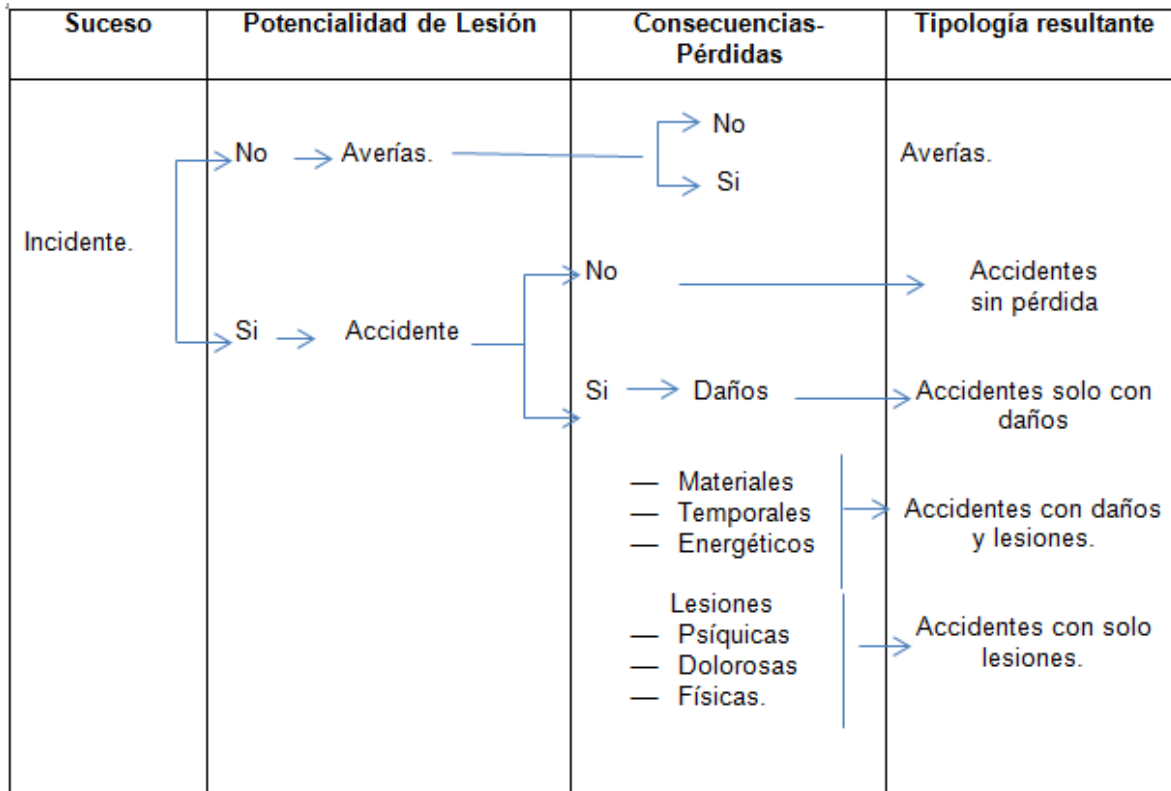 Suceso
Potencialidad de Lesión
Consecuencias-
Pérdidas
Tipología resultante
Incidente.
No
Averías.
No
Si
Averías.
Si
Accidente
No
Accidentes
sin pérdida
Si
Daños
Accidentes solo con
daños
— Materiales
— Temporales
— Energéticos
Accidentes con daños
y lesiones.
Lesiones
— Psíquicas
— Dolorosas
— Físicas.
Accidentes con solo
lesiones.